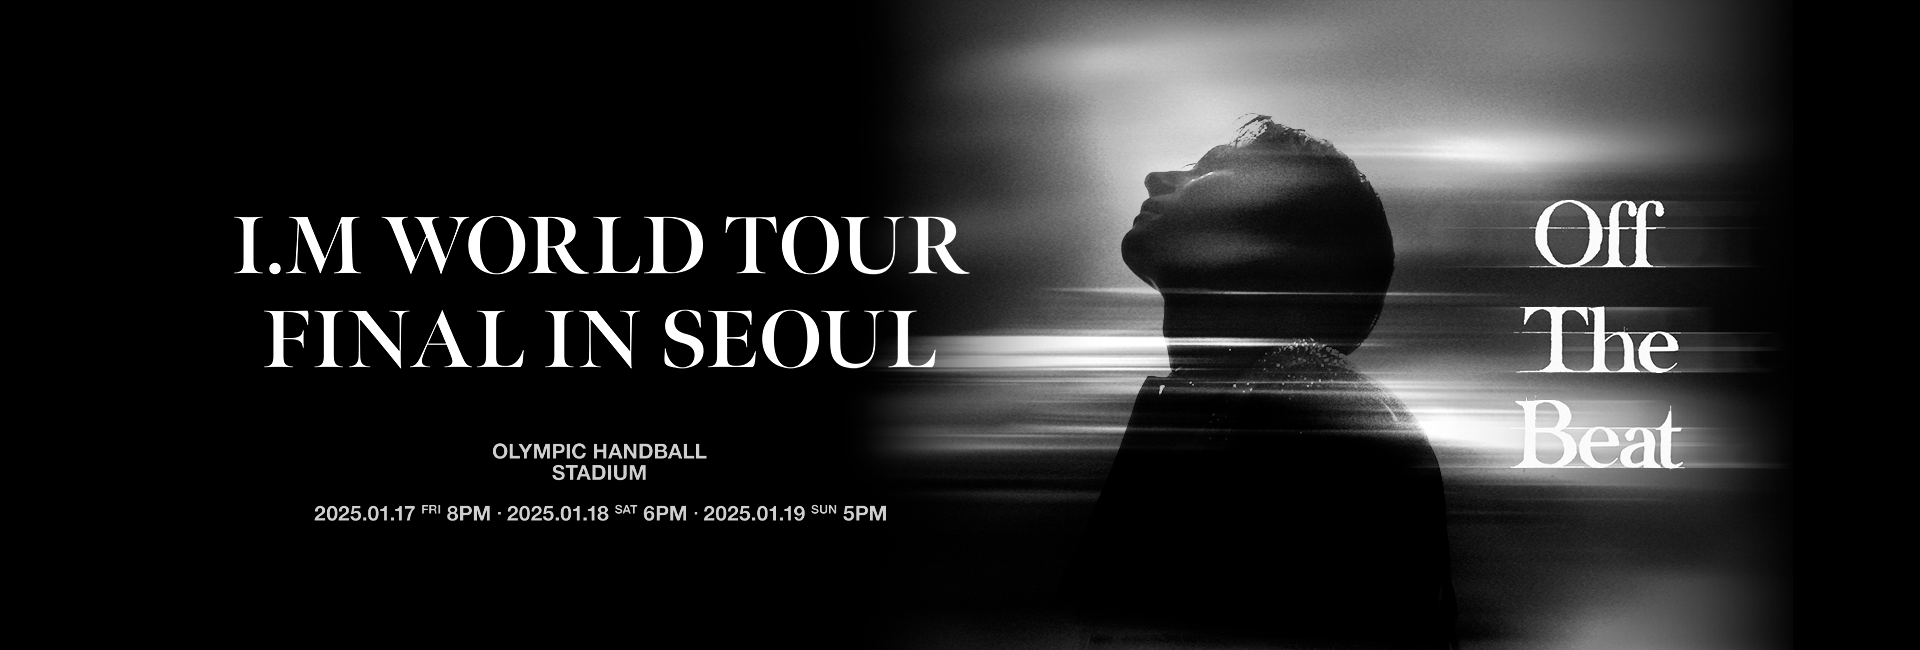 I.M WORLD TOUR
FINAL IN SEOUL
OLYMPIC HANDBALL
STADIUM
2025.01.17 FRI 8PM · 2025.01.18 SAT 6PM · 2025.01.19 SUN 5PM
Off
The
Beat